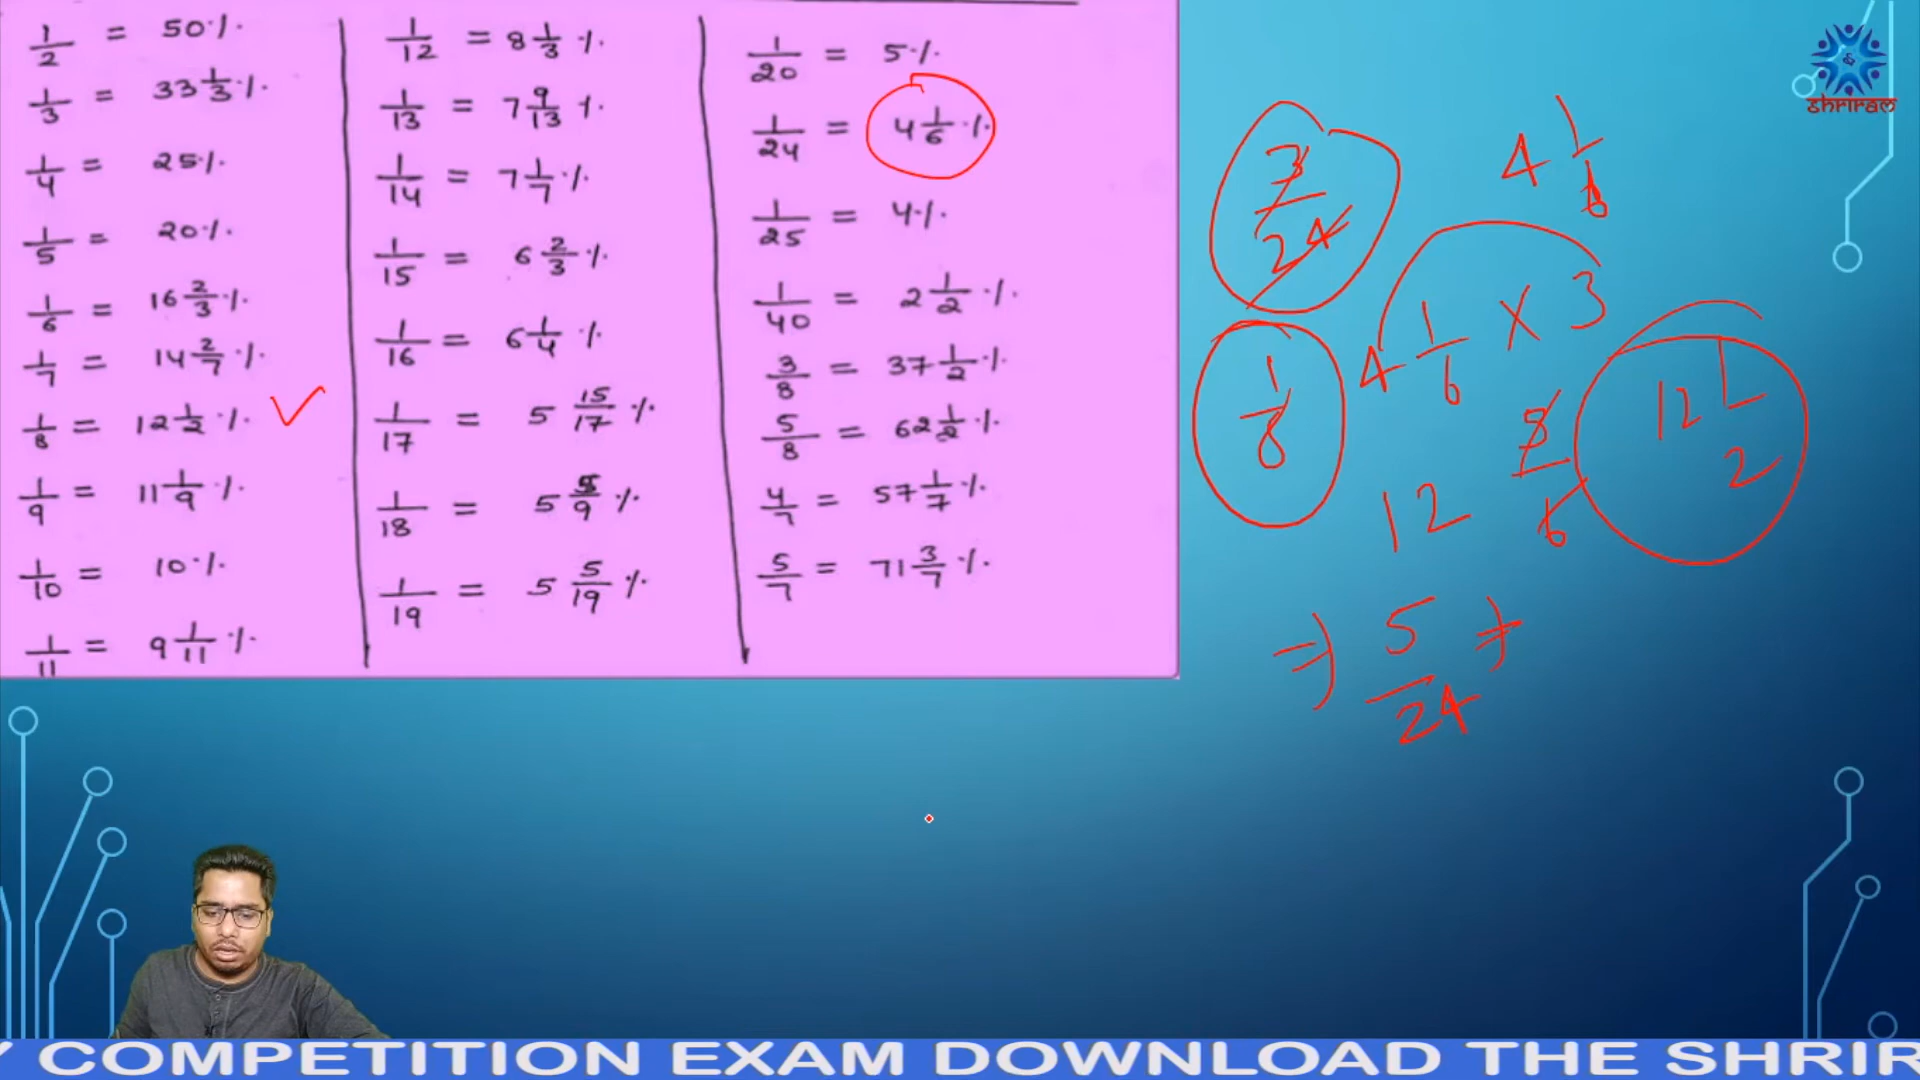 1/2 = 50%
1/3 = 33 1/3 %
1/4 = 25%
1/5 = 20%
1/6 = 16 2/3 %
1/7 = 14 2/7 %
1/8 = 12 1/2 % ✓
1/9 = 11 1/9 %
1/10 = 10%
1/11 = 9 1/11 %
1/12 = 8 1/3 %
1/13 = 7 9/13 %
1/14 = 7 1/7 %
1/15 = 6 2/3 %
1/16 = 6 1/4 %
1/17 = 5 15/17 %
1/18 = 5 5/9 %
1/19 = 5 5/19 %
1/20 = 5%
1/24 = 4 1/6 %
1/25 = 4%
1/40 = 2 1/2 %
3/8 = 37 1/2 %
5/8 = 62 1/2 %
4/7 = 57 1/7 %
5/7 = 71 3/7 %
3/24
4 1/6
1/8
4 1/6 × 3
12 3/6
12 1/2
⇒ 5/24
SHRIRAM
COMPETITION EXAM DOWNLOAD THE SHRIR